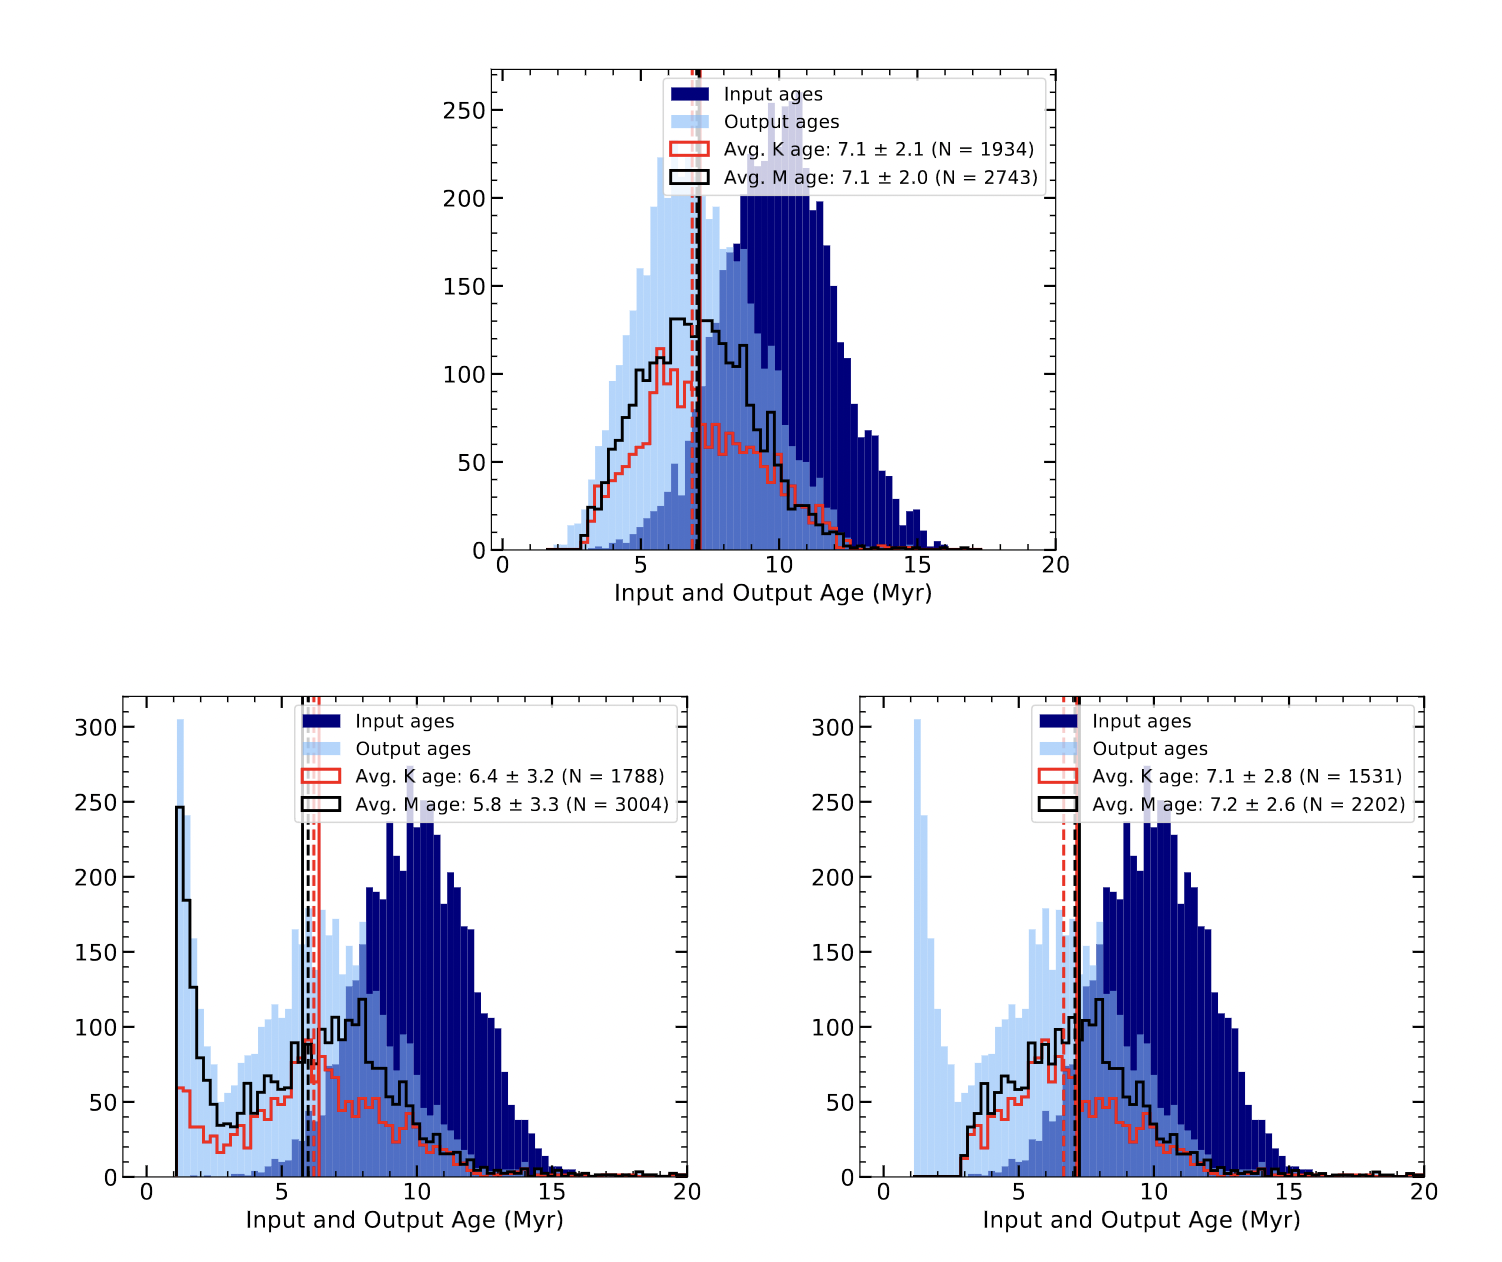 Input ages
Output ages
Avg. K age: 7.1 ± 2.1 (N = 1934)
Avg. M age: 7.1 ± 2.0 (N = 2743)
250
200
150
100
50
0
0 5 10 15 20
Input and Output Age (Myr)
Input ages
Output ages
Avg. K age: 6.4 ± 3.2 (N = 1788)
Avg. M age: 5.8 ± 3.3 (N = 3004)
300
250
200
150
100
50
0
0 5 10 15 20
Input and Output Age (Myr)
Input ages
Output ages
Avg. K age: 7.1 ± 2.8 (N = 1531)
Avg. M age: 7.2 ± 2.6 (N = 2202)
300
250
200
150
100
50
0
0 5 10 15 20
Input and Output Age (Myr)